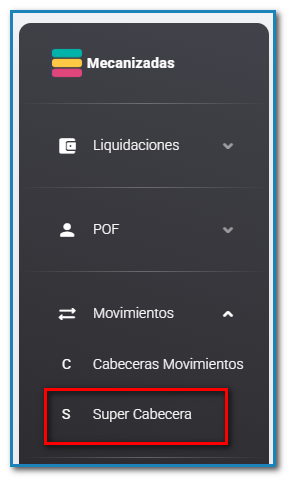 Mecanizadas
Liquidaciones
POF
Movimientos
C Cabeceras Movimientos
S Super Cabecera